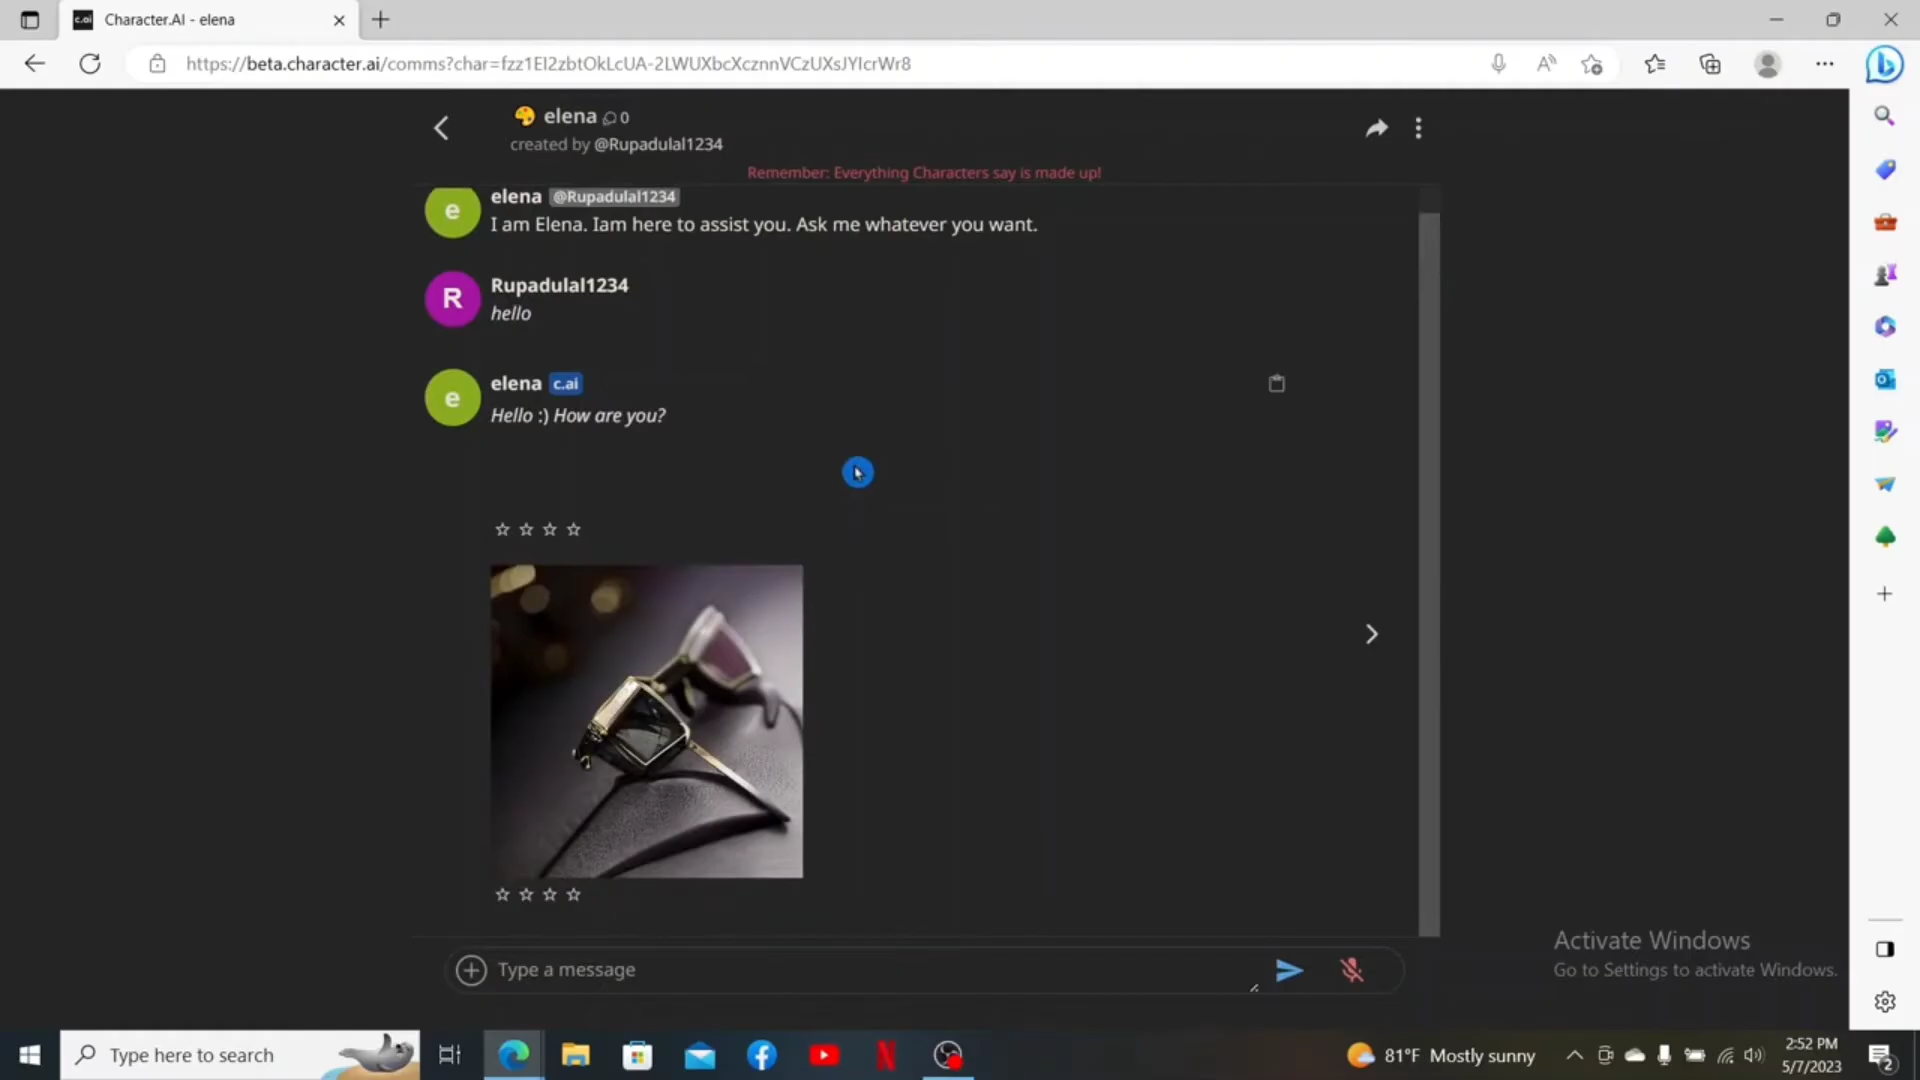 c.ai
Character.AI - elena
https://beta.character.ai/comms?char=fzz1EI2zbtOkLcUA-2LWUXbcXcznnVCzUXsJYIcrWr8
elena 0
created by @Rupadulal1234
Remember: Everything Characters say is made up!
e
elena @Rupadulal1234
I am Elena. Iam here to assist you. Ask me whatever you want.
R
Rupadulal1234
hello
e
elena c.ai
Hello :) How are you?
Type a message
Activate Windows
Go to Settings to activate Windows.
Type here to search
81°F Mostly sunny
2:52 PM
5/7/2023
2